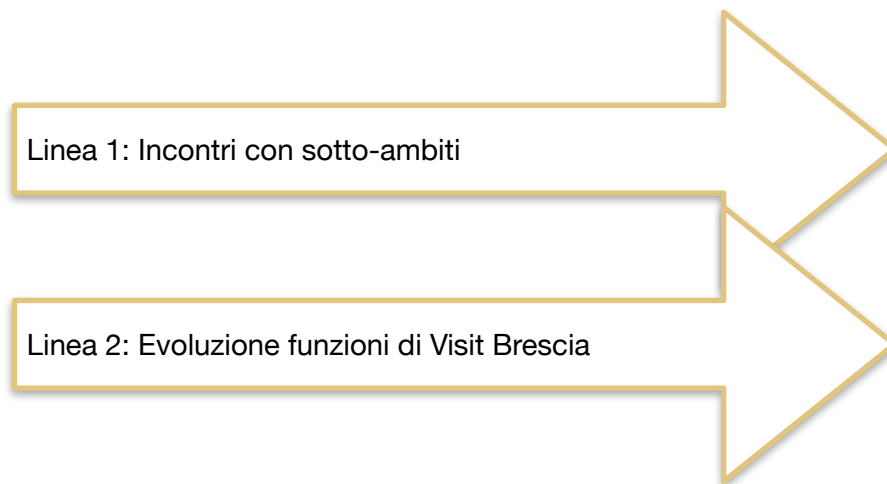 Linea 1: Incontri con sotto-ambiti
Linea 2: Evoluzione funzioni di Visit Brescia